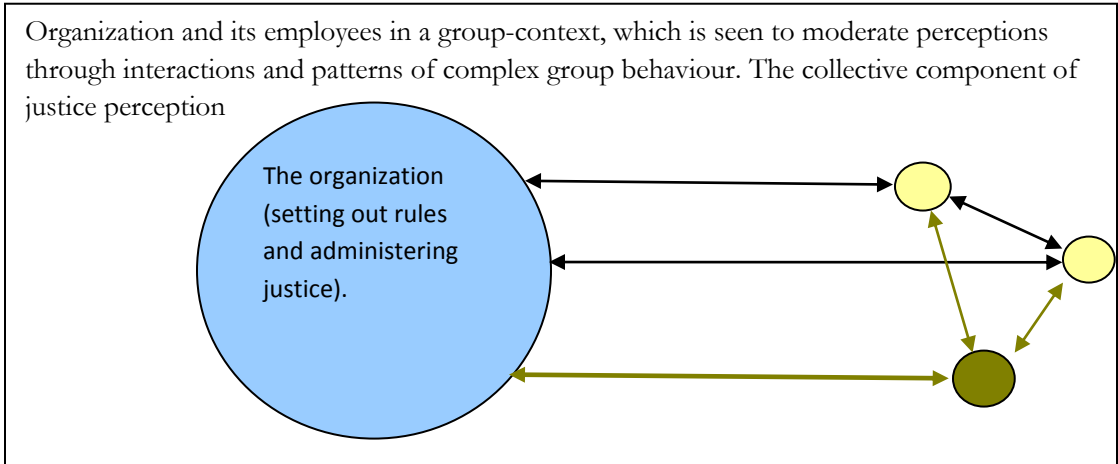 Organization and its employees in a group-context, which is seen to moderate perceptions
through interactions and patterns of complex group behaviour. The collective component of
justice perception
The organization
(setting out rules
and administering
justice).